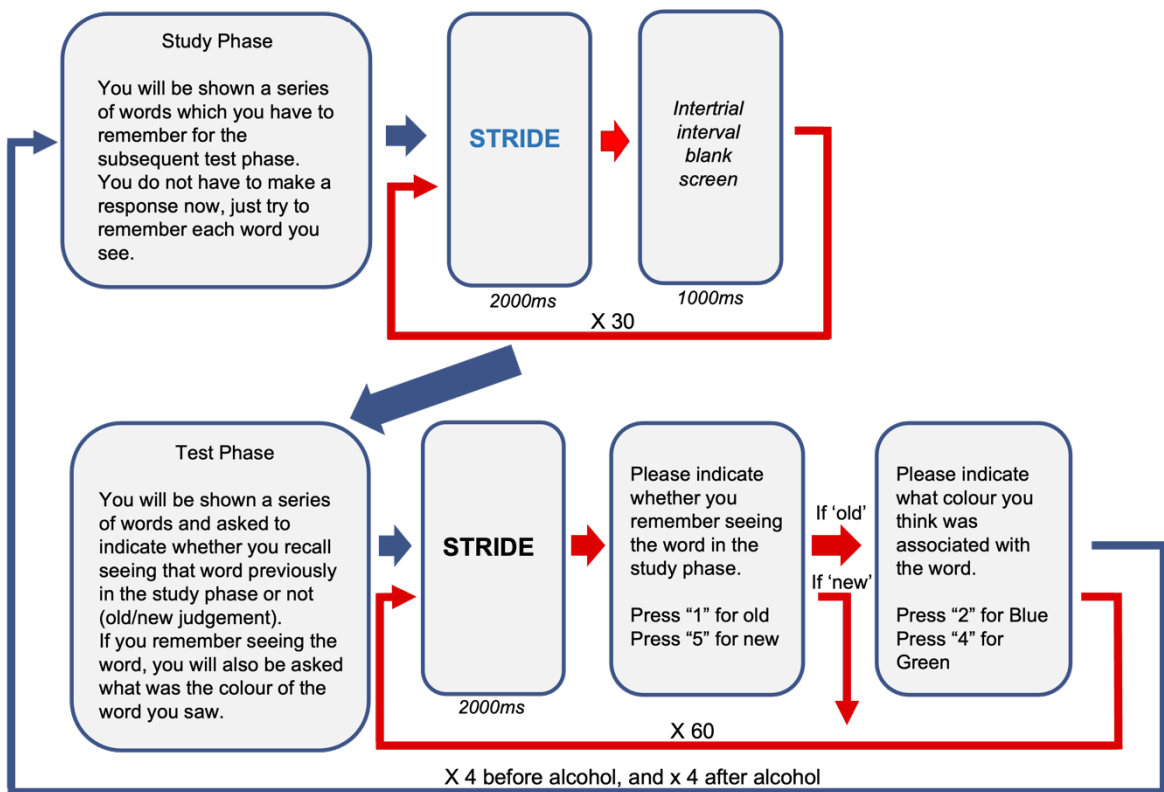 Study Phase
You will be shown a series
of words which you have to
remember for the
subsequent test phase.
You do not have to make a
response now, just try to
remember each word you
see.
STRIDE
2000ms
Intertrial
interval
blank
screen
1000ms
X 30
Test Phase
You will be shown a series
of words and asked to
indicate whether you recall
seeing that word previously
in the study phase or not
(old/new judgement).
If you remember seeing the
word, you will also be asked
what was the colour of the
word you saw.
STRIDE
2000ms
Please indicate
whether you
remember seeing
the word in the
study phase.
Press “1” for old
Press “5” for new
If ‘old’
If ‘new’
Please indicate
what colour you
think was
associated with
the word.
Press “2” for Blue
Press “4” for
Green
X 60
X 4 before alcohol, and x 4 after alcohol